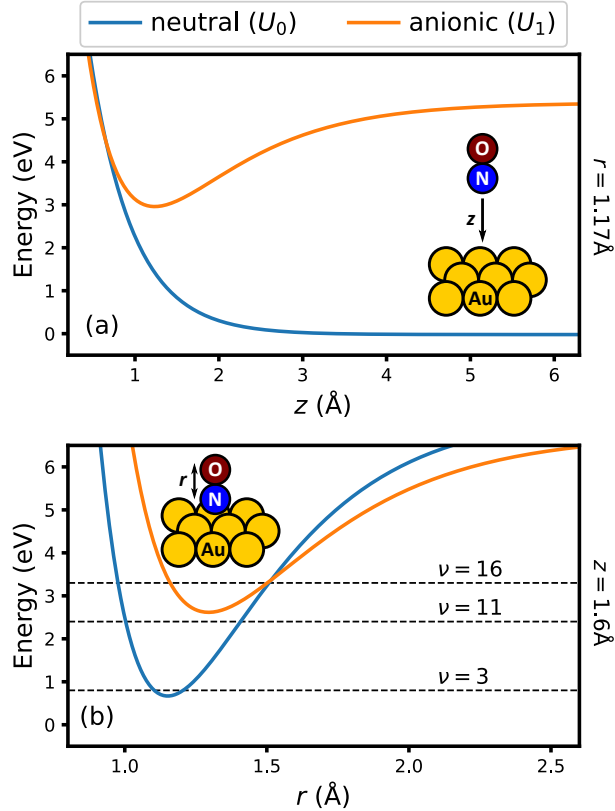 neutral (U₀) anionic (U₁)
6
5
4
3
2
1
0
Energy (eV)
O
N
z
Au
(a)
r = 1.17Å
1 2 3 4 5 6
z (Å)
6
5
4
3
2
1
0
Energy (eV)
O
r
N
Au
ν = 16
ν = 11
ν = 3
(b)
z = 1.6Å
1.0 1.5 2.0 2.5
r (Å)